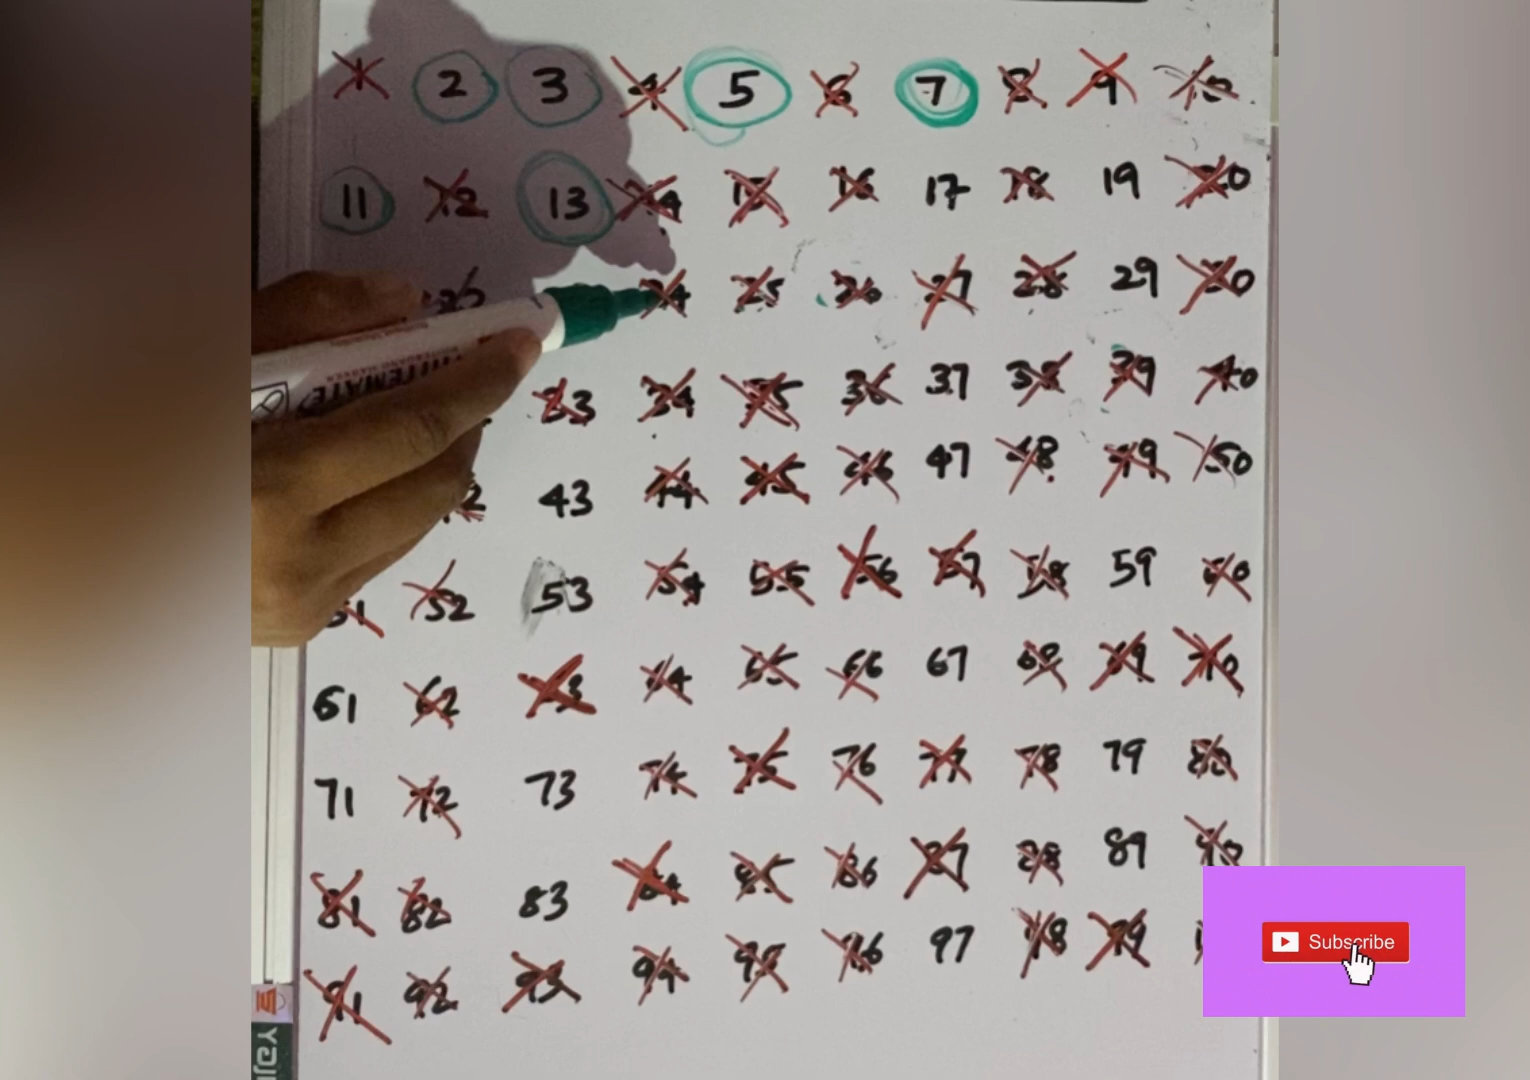 1 2 3 4 5 6 7 8 9 10
11 12 13 14 15 16 17 18 19 20
22 24 25 26 27 28 29 30
33 34 35 36 37 38 39 40
42 43 44 45 46 47 48 49 50
51 52 53 54 55 56 57 58 59 60
61 62 63 64 65 66 67 68 69 70
71 72 73 74 75 76 77 78 79 80
81 82 83 84 85 86 87 88 89 90
91 92 93 94 95 96 97 98 99
Subscribe